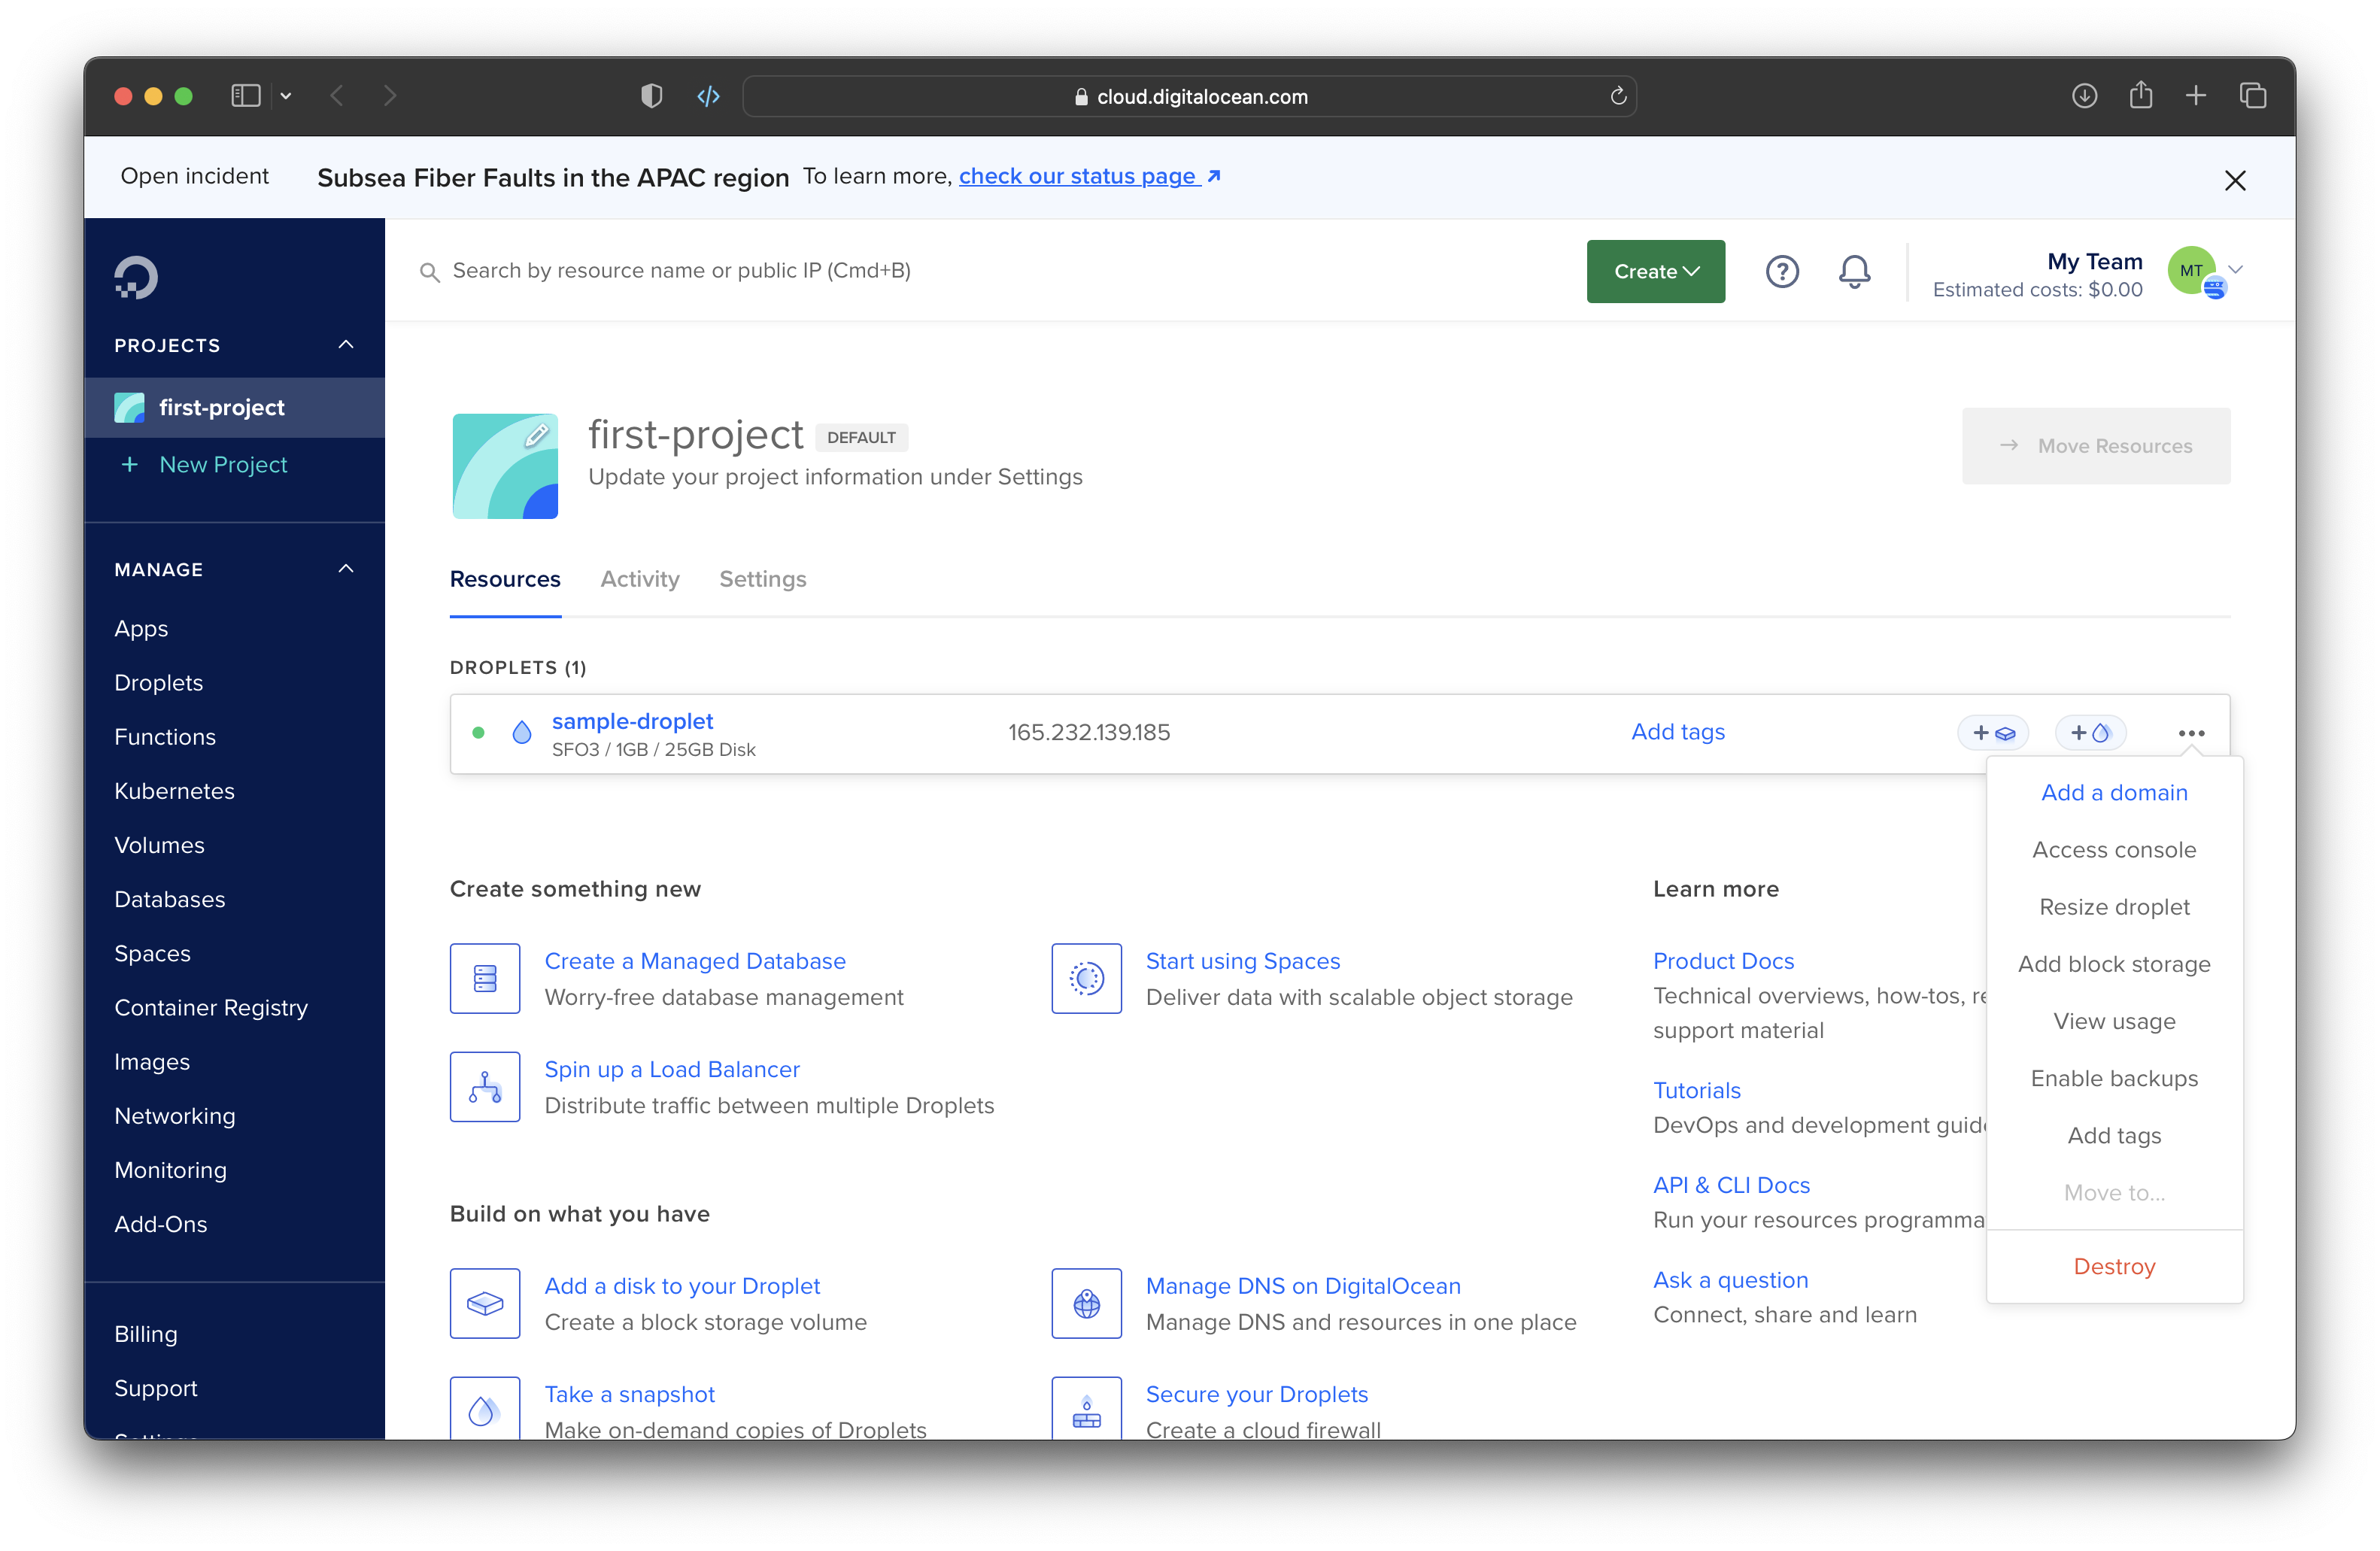 cloud.digitalocean.com
Open incident Subsea Fiber Faults in the APAC region To learn more, check our status page
Search by resource name or public IP (Cmd+B)
Create
My Team
Estimated costs: $0.00
MT
PROJECTS
first-project
+ New Project
MANAGE
Apps
Droplets
Functions
Kubernetes
Volumes
Databases
Spaces
Container Registry
Images
Networking
Monitoring
Add-Ons
Billing
Support
first-project DEFAULT
Update your project information under Settings
Move Resources
Resources Activity Settings
DROPLETS (1)
sample-droplet
SFO3 / 1GB / 25GB Disk
165.232.139.185
Add tags
Add a domain
Access console
Resize droplet
Add block storage
View usage
Enable backups
Add tags
Move to...
Destroy
Create something new
Create a Managed Database
Worry-free database management
Start using Spaces
Deliver data with scalable object storage
Spin up a Load Balancer
Distribute traffic between multiple Droplets
Build on what you have
Add a disk to your Droplet
Create a block storage volume
Manage DNS on DigitalOcean
Manage DNS and resources in one place
Take a snapshot
Make on-demand copies of Droplets
Secure your Droplets
Create a cloud firewall
Learn more
Product Docs
Technical overviews, how-tos,
support material
Tutorials
DevOps and development
API & CLI Docs
Run your resources
Ask a question
Connect, share and learn